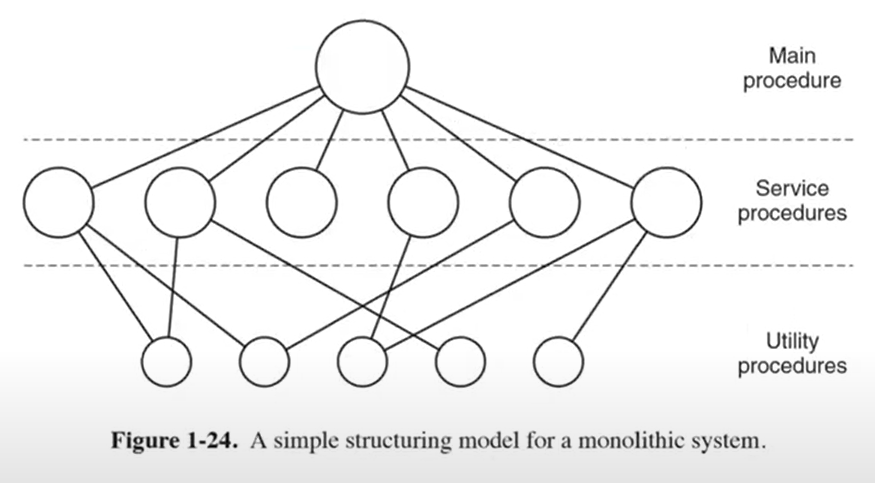 Main
procedure
Service
procedures
Utility
procedures
Figure 1-24. A simple structuring model for a monolithic system.